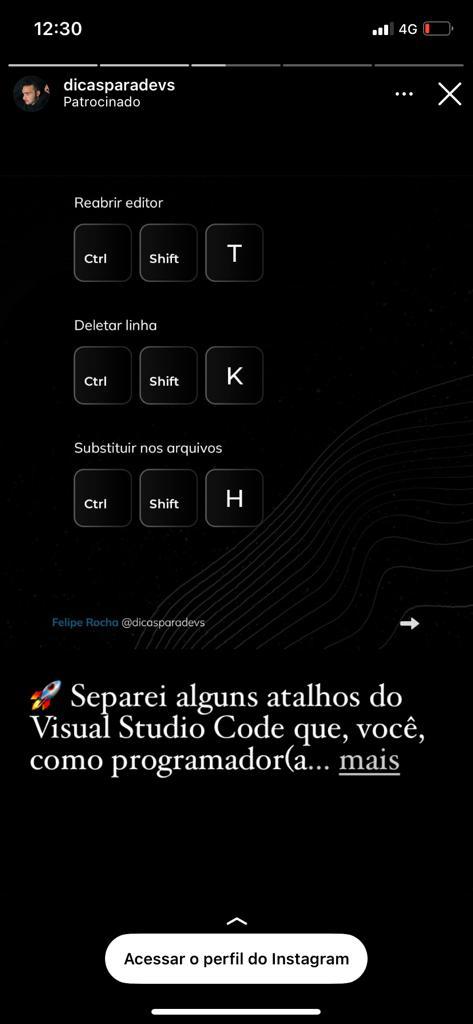 12:30
4G
dicasparadevs
Patrocinado
Reabrir editor
Ctrl Shift T
Deletar linha
Ctrl Shift K
Substituir nos arquivos
Ctrl Shift H
Felipe Rocha @dicasparadevs
🚀 Separei alguns atalhos do
Visual Studio Code que, você,
como programador(a... mais
Acessar o perfil do Instagram